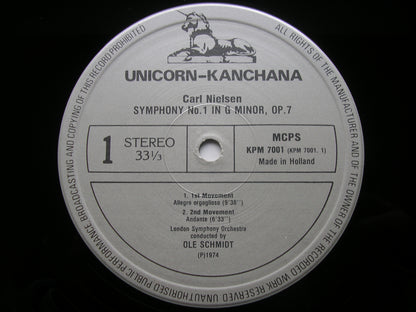 ALL RIGHTS OF THE MANUFACTURER AND OF THE OWNER OF THE RECORDED WORK RESERVED UNAUTHORISED PUBLIC PERFORMANCE, BROADCASTING AND COPYING OF THIS RECORD PROHIBITED
UNICORN-KANCHANA
Carl Nielsen
SYMPHONY No.1 IN G MINOR, OP.7
1
STEREO
33⅓
MCPS
KPM 7001 (KPM 7001. 1)
Made in Holland
1. 1st Movement
Allegro orgoglioso (9'38'')
2. 2nd Movement
Andante (6'33'')
London Symphony Orchestra
conducted by
OLE SCHMIDT
(P)1974